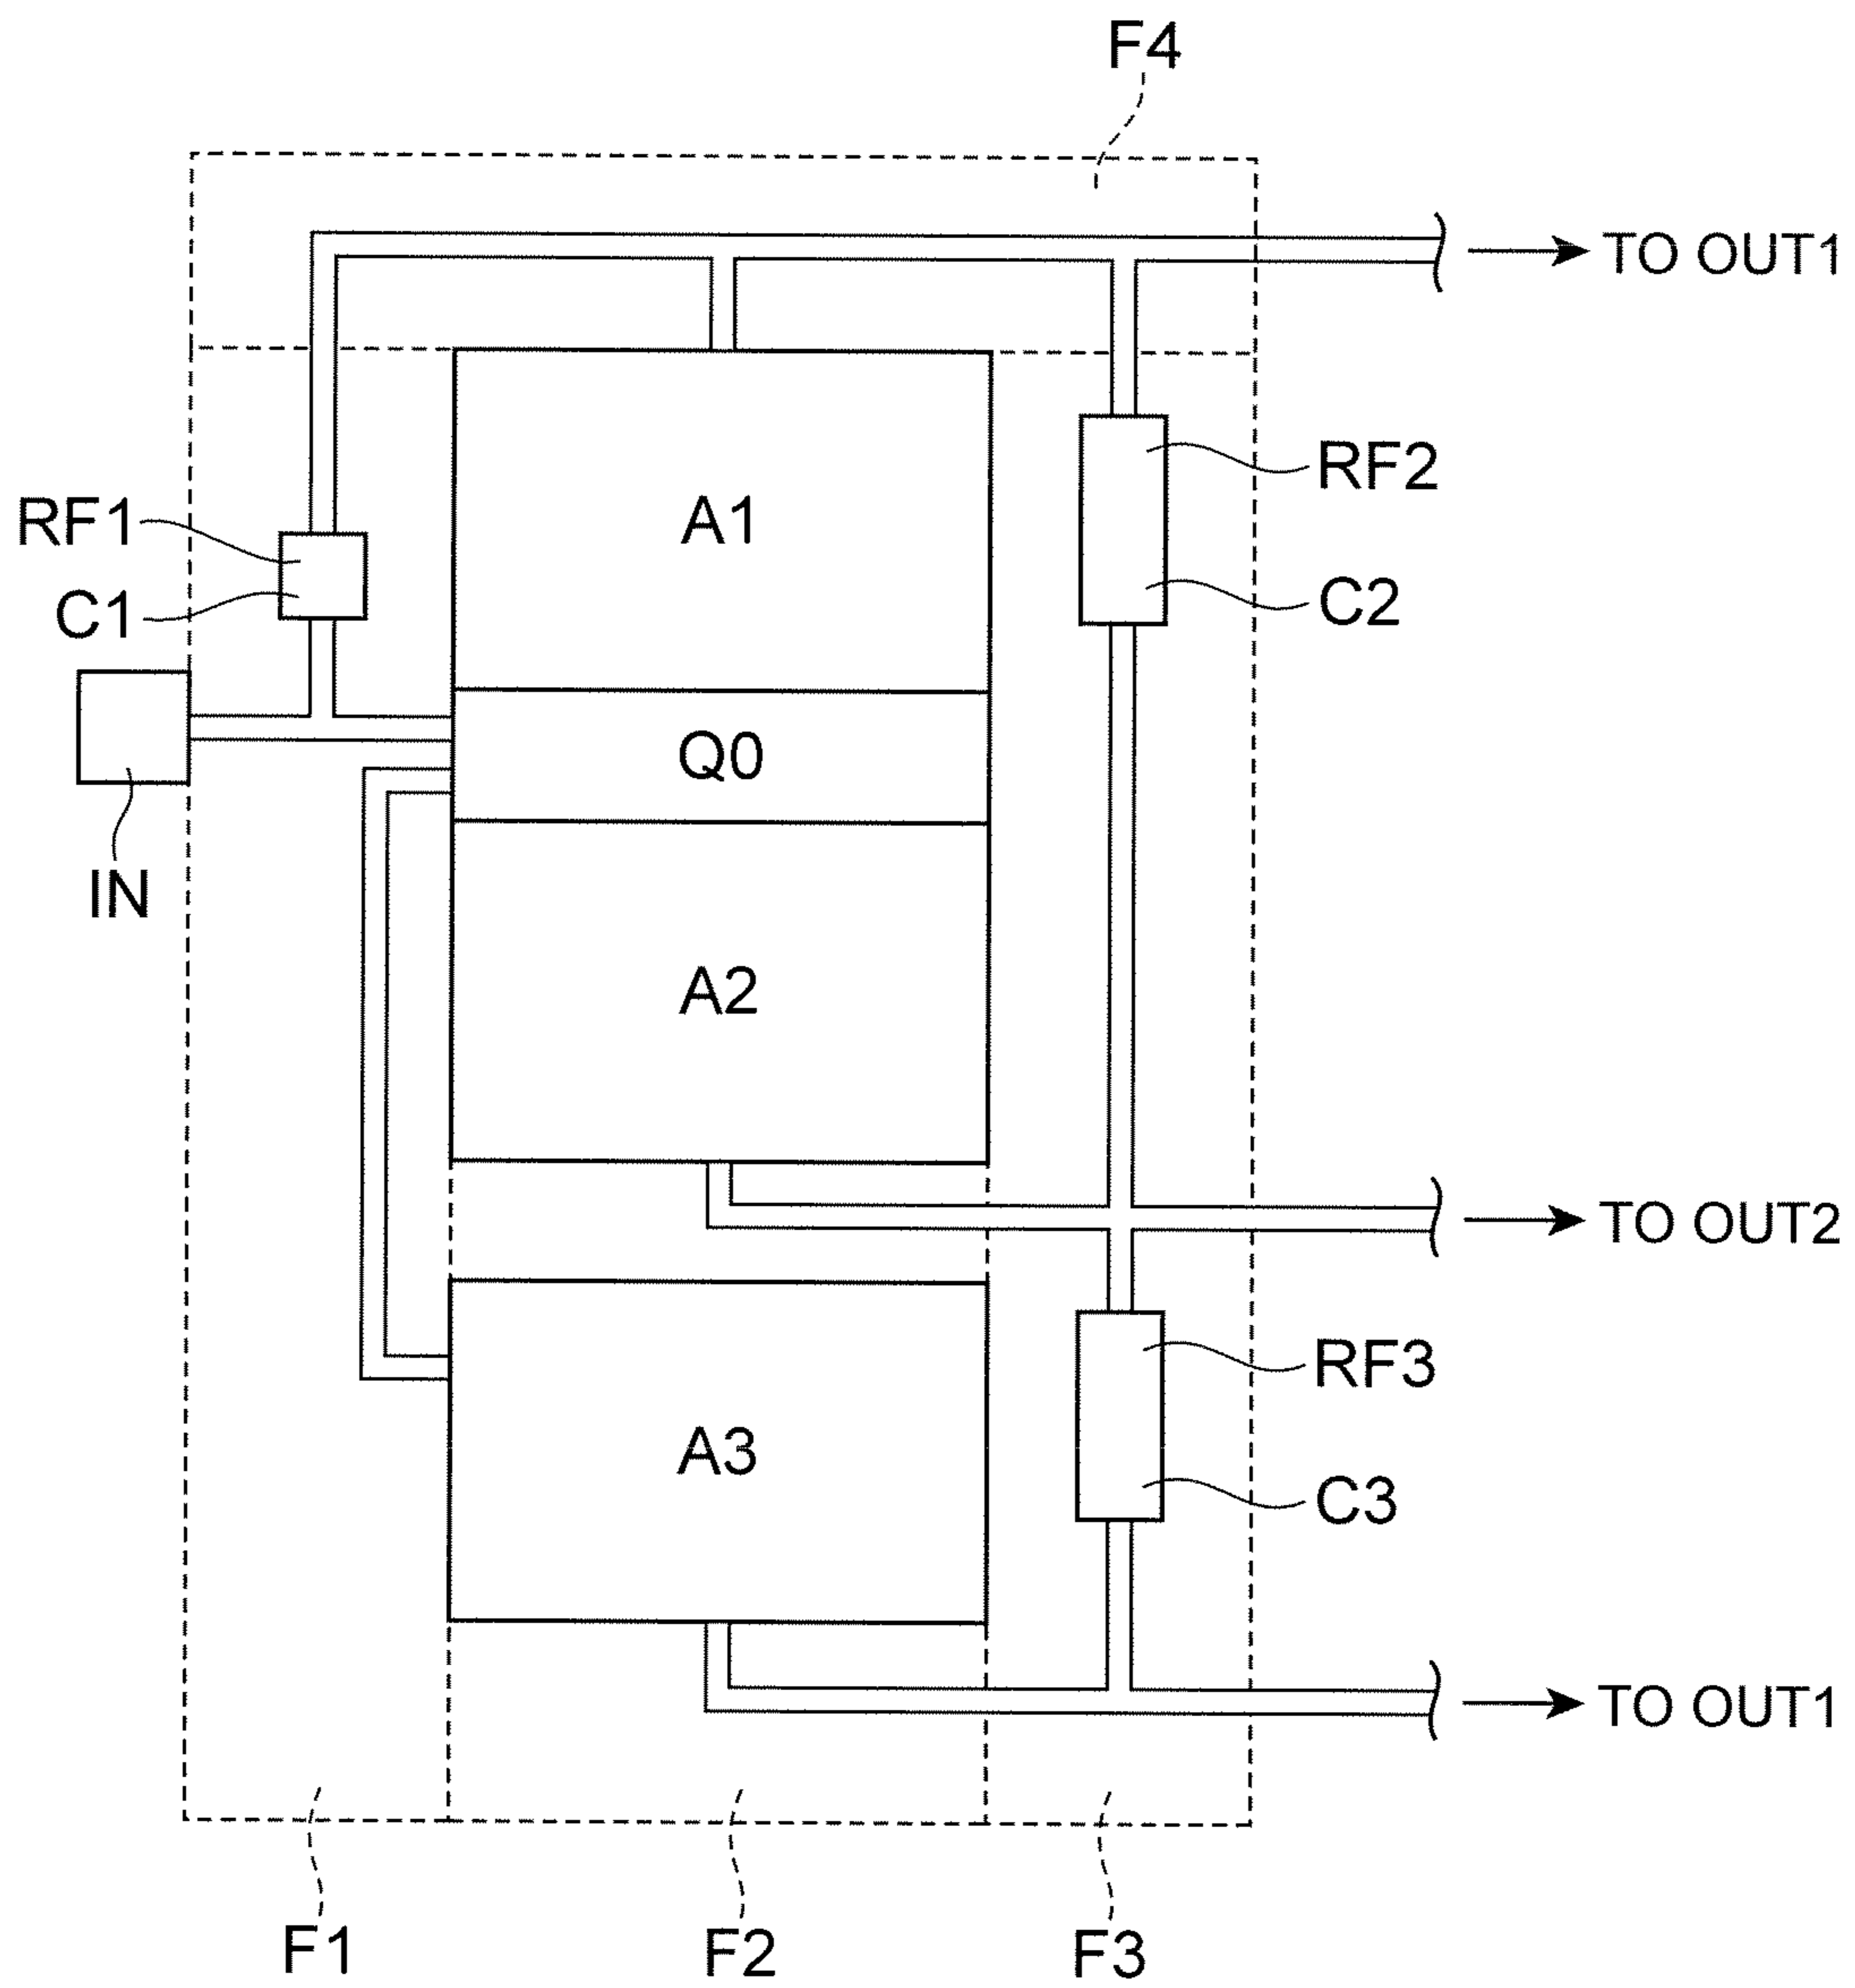 F4
TO OUT1
RF2
A1
RF1
C1
C2
Q0
IN
A2
TO OUT2
RF3
A3
C3
TO OUT1
F1
F2
F3